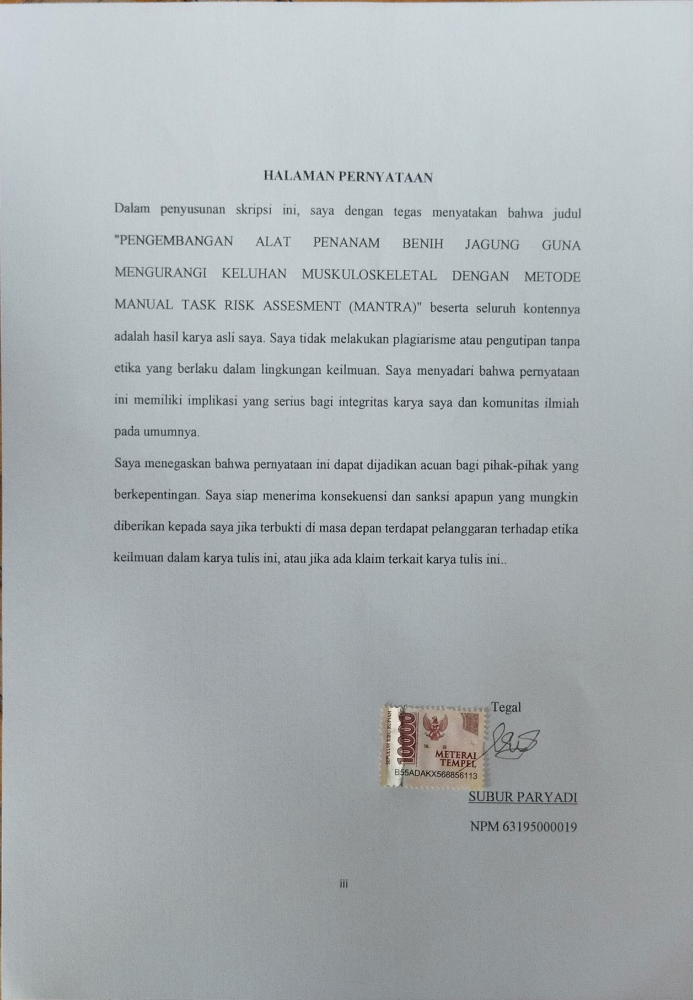 HALAMAN PERNYATAAN
Dalam penyusunan skripsi ini, saya dengan tegas menyatakan bahwa judul
"PENGEMBANGAN ALAT PENANAM BENIH JAGUNG GUNA
MENGURANGI KELUHAN MUSKULOSKELETAL DENGAN METODE
MANUAL TASK RISK ASSESMENT (MANTRA)" beserta seluruh kontennya
adalah hasil karya asli saya. Saya tidak melakukan plagiarisme atau pengutipan tanpa
etika yang berlaku dalam lingkungan keilmuan. Saya menyadari bahwa pernyataan
ini memiliki implikasi yang serius bagi integritas karya saya dan komunitas ilmiah
pada umumnya.
Saya menegaskan bahwa pernyataan ini dapat dijadikan acuan bagi pihak-pihak yang
berkepentingan. Saya siap menerima konsekuensi dan sanksi apapun yang mungkin
diberikan kepada saya jika terbukti di masa depan terdapat pelanggaran terhadap etika
keilmuan dalam karya tulis ini, atau jika ada klaim terkait karya tulis ini..
Tegal
SEPULUH RIBU RUPIAH
10000
TGL. 20
METERAI
TEMPEL
B55ADAKX568856113
SUBUR PARYADI
NPM 63195000019
iii